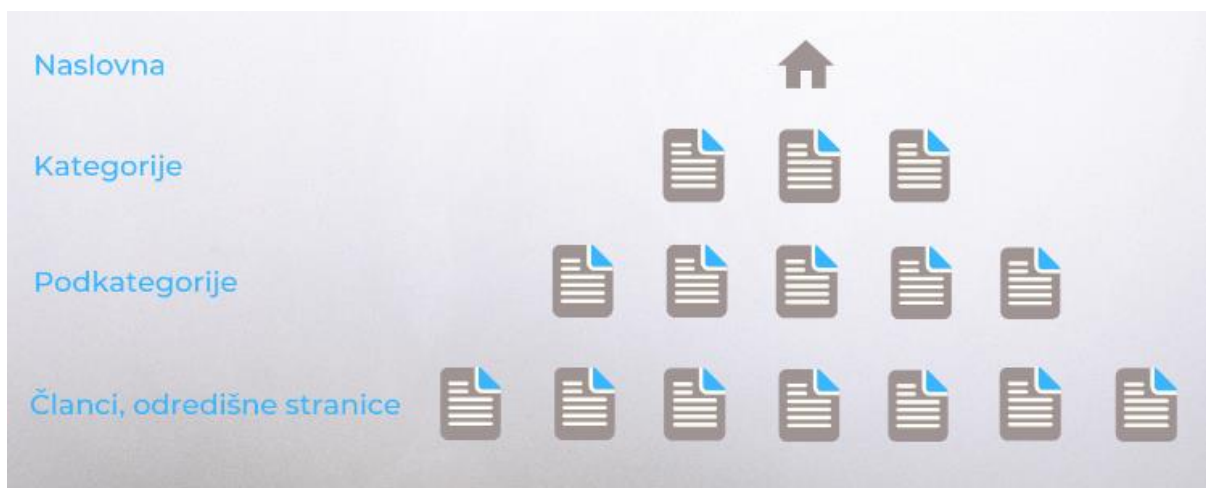 Naslovna
Kategorije
Podkategorije
Članci, odredišne stranice